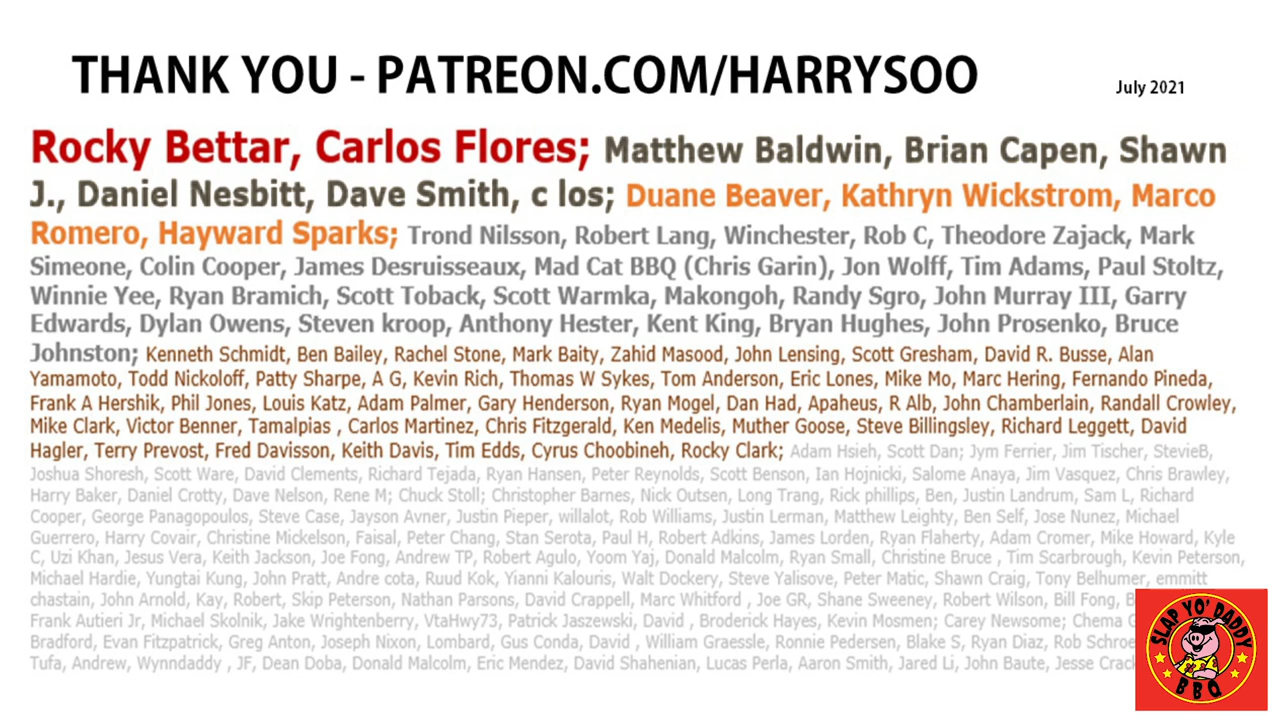 THANK YOU - PATREON.COM/HARRYSOO
July 2021
Rocky Bettar, Carlos Flores; Matthew Baldwin, Brian Capen, Shawn
J., Daniel Nesbitt, Dave Smith, c los; Duane Beaver, Kathryn Wickstrom, Marco
Romero, Hayward Sparks; Trond Nilsson, Robert Lang, Winchester, Rob C, Theodore Zajack, Mark
Simeone, Colin Cooper, James Desruisseaux, Mad Cat BBQ (Chris Garin), Jon Wolff, Tim Adams, Paul Stoltz,
Winnie Yee, Ryan Bramich, Scott Toback, Scott Warmka, Makongoh, Randy Sgro, John Murray III, Garry
Edwards, Dylan Owens, Steven kroop, Anthony Hester, Kent King, Bryan Hughes, John Prosenko, Bruce
Johnston; Kenneth Schmidt, Ben Bailey, Rachel Stone, Mark Baity, Zahid Masood, John Lensing, Scott Gresham, David R. Busse, Alan
Yamamoto, Todd Nickoloff, Patty Sharpe, A G, Kevin Rich, Thomas W Sykes, Tom Anderson, Eric Lones, Mike Mo, Marc Hering, Fernando Pineda,
Frank A Hershik, Phil Jones, Louis Katz, Adam Palmer, Gary Henderson, Ryan Mogel, Dan Had, Apaheus, R Alb, John Chamberlain, Randall Crowley,
Mike Clark, Victor Benner, Tamalpias , Carlos Martinez, Chris Fitzgerald, Ken Medelis, Muther Goose, Steve Billingsley, Richard Leggett, David
Hagler, Terry Prevost, Fred Davisson, Keith Davis, Tim Edds, Cyrus Choobineh, Rocky Clark; Adam Hsieh, Scott Dan; Jym Ferrier, Jim Tischer, StevieB,
Joshua Shoresh, Scott Ware, David Clements, Richard Tejada, Ryan Hansen, Peter Reynolds, Scott Benson, Ian Hojnicki, Salome Anaya, Jim Vasquez, Chris Brawley,
Harry Baker, Daniel Crotty, Dave Nelson, Rene M; Chuck Stoll; Christopher Barnes, Nick Outsen, Long Trang, Rick phillips, Ben, Justin Landrum, Sam L, Richard
Cooper, George Panagopoulos, Steve Case, Jayson Avner, Justin Pieper, willalot, Rob Williams, Justin Lerman, Matthew Leighty, Ben Self, Jose Nunez, Michael
Guerrero, Harry Covair, Christine Mickelson, Faisal, Peter Chang, Stan Serota, Paul H, Robert Adkins, James Lorden, Ryan Flaherty, Adam Cromer, Mike Howard, Kyle
C, Uzi Khan, Jesus Vera, Keith Jackson, Joe Fong, Andrew TP, Robert Agulo, Yoom Yaj, Donald Malcolm, Ryan Small, Christine Bruce , Tim Scarbrough, Kevin Peterson,
Michael Hardie, Yungtai Kung, John Pratt, Andre cota, Ruud Kok, Yianni Kalouris, Walt Dockery, Steve Yalisove, Peter Matic, Shawn Craig, Tony Belhumer, emmitt
chastain, John Arnold, Kay, Robert, Skip Peterson, Nathan Parsons, David Crappell, Marc Whitford , Joe GR, Shane Sweeney, Robert Wilson, Bill Fong,
Frank Autieri Jr, Michael Skolnik, Jake Wrightenberry, VtaHvn75, Derick Jaszewski, David , Broderick Hayes, Kevin Mosmen; Carey Newsome; Chema
Bradford, Evan Fitzpatrick, Greg Anton, Joseph Nixon, Lombardo, Luis Conda, David , William Graessle, Ronnie Pedersen, Blake S, Ryan Diaz, Rob
Tufa, Andrew, Wynndaddy , JF, Dean Doba, Donald Malcolm, Eric Mendez, David Shahenian, Lucas Perla, Aaron Smith, Jared Li, John Baute, Jesse
SLAP YO' DADDY
BBQ